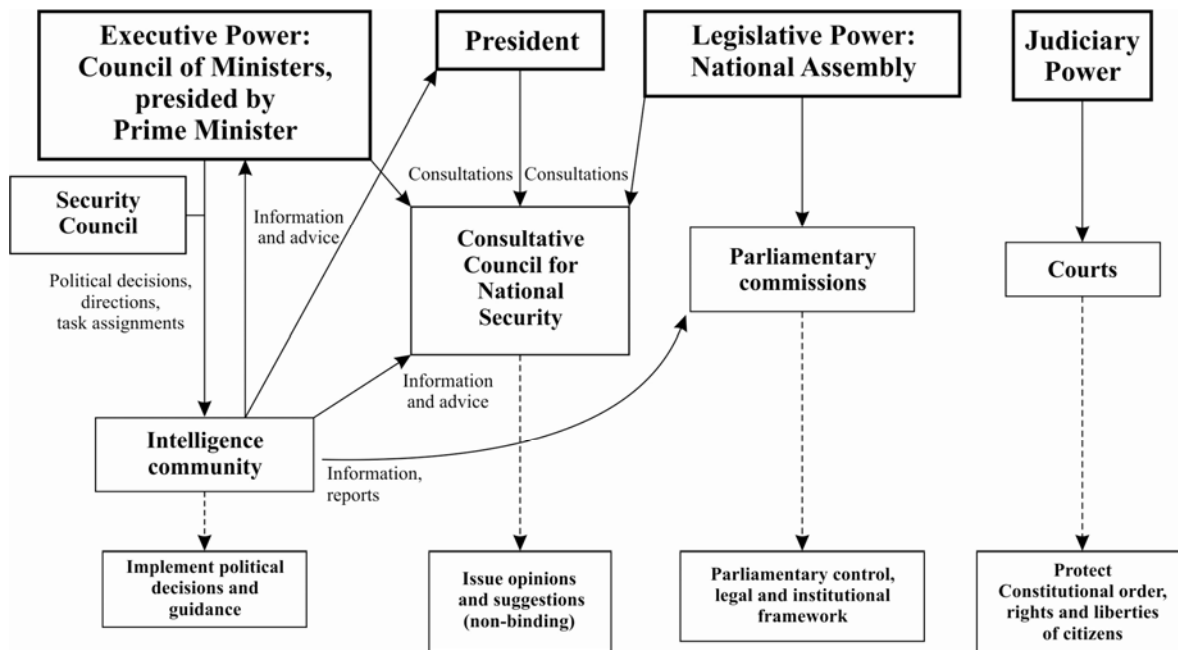 Executive Power:
Council of Ministers,
presided by
Prime Minister
President
Legislative Power:
National Assembly
Judiciary
Power
Security
Council
Information
and advice
Consultations
Consultations
Consultative
Council for
National
Security
Parliamentary
commissions
Courts
Political decisions,
directions,
task assignments
Information
and advice
Intelligence
community
Information,
reports
Implement political
decisions and
guidance
Issue opinions
and suggestions
(non-binding)
Parliamentary control,
legal and institutional
framework
Protect
Constitutional order,
rights and liberties
of citizens